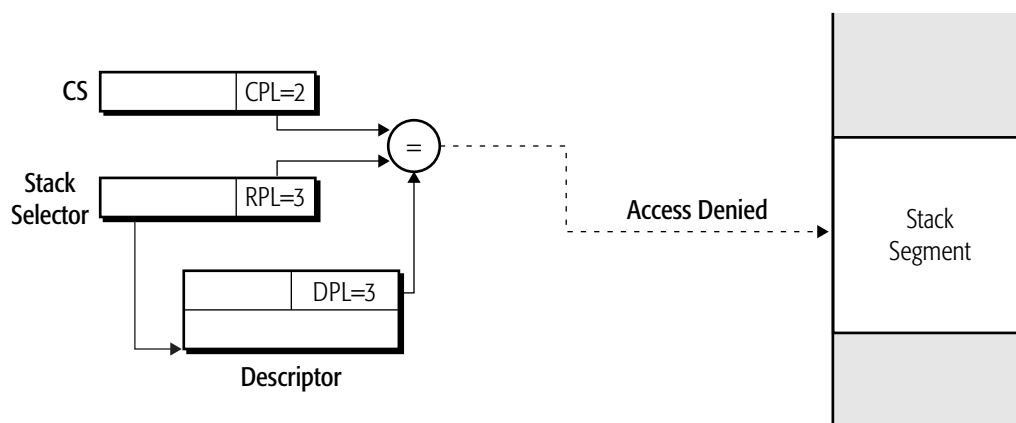 CS
CPL=2
=
Stack
Selector
RPL=3
Access Denied
Stack
Segment
DPL=3
Descriptor